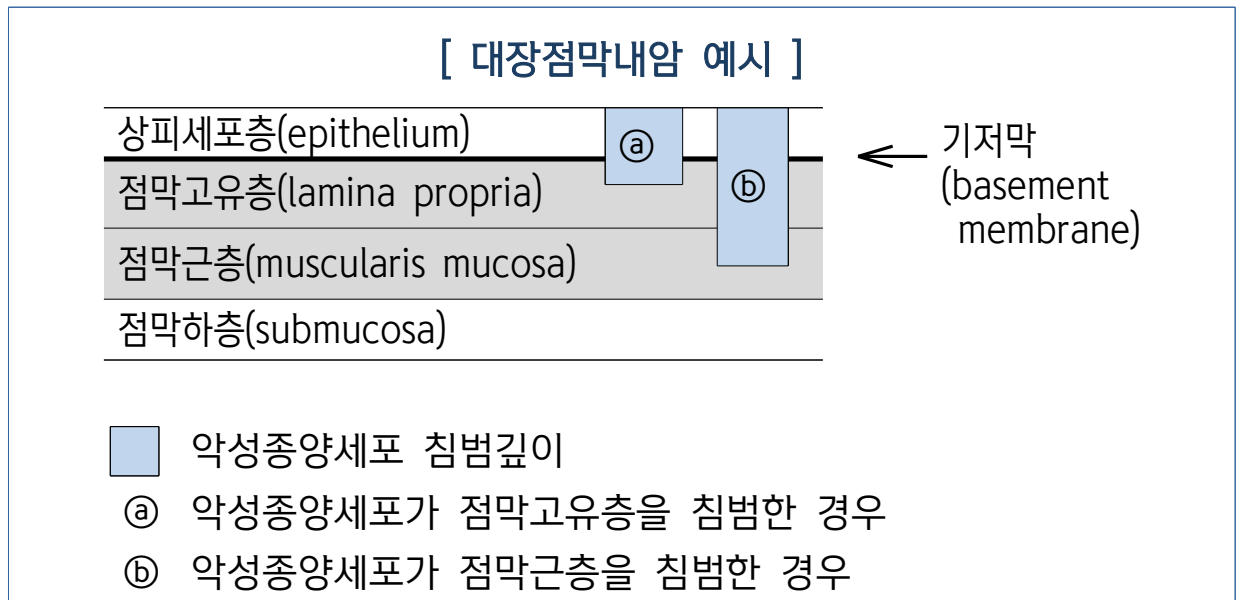 [ 대장점막내암 예시 ]
상피세포층(epithelium)
점막고유층(lamina propria)
점막근층(muscularis mucosa)
점막하층(submucosa)
ⓐ
ⓑ
기저막
(basement
membrane)
악성종양세포 침범깊이
ⓐ 악성종양세포가 점막고유층을 침범한 경우
ⓑ 악성종양세포가 점막근층을 침범한 경우